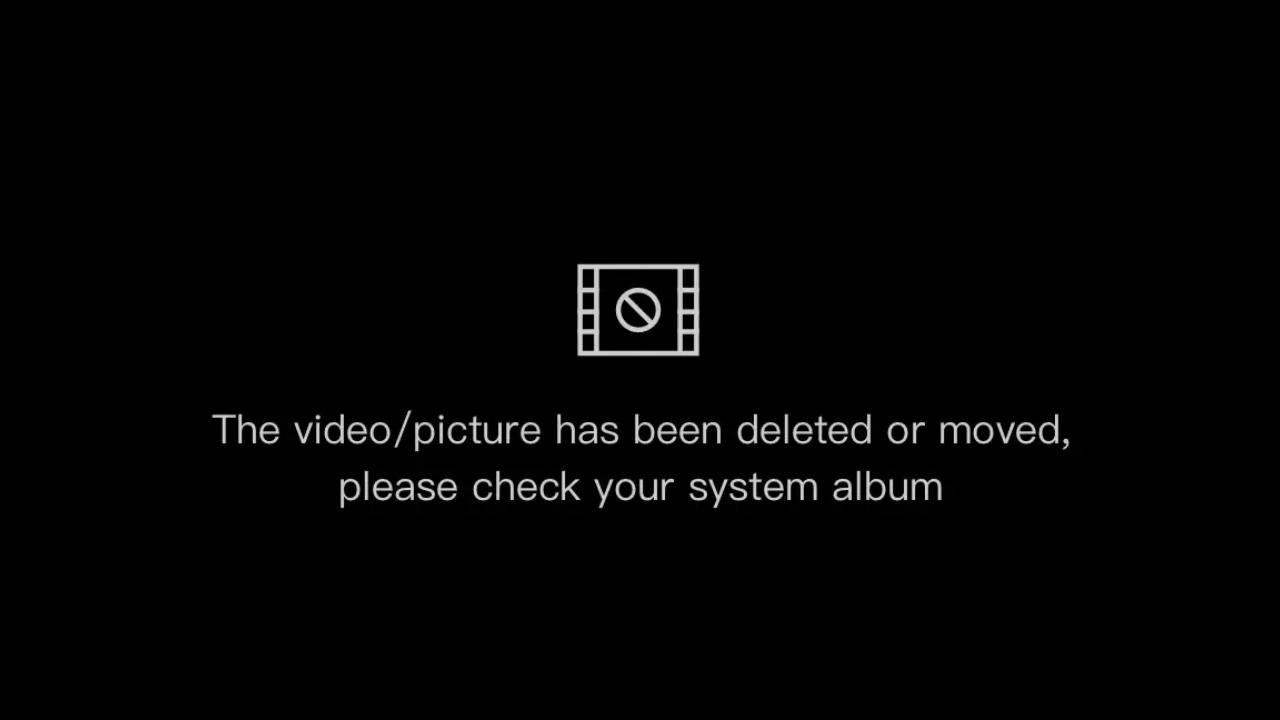 The video/picture has been deleted or moved,
please check your system album